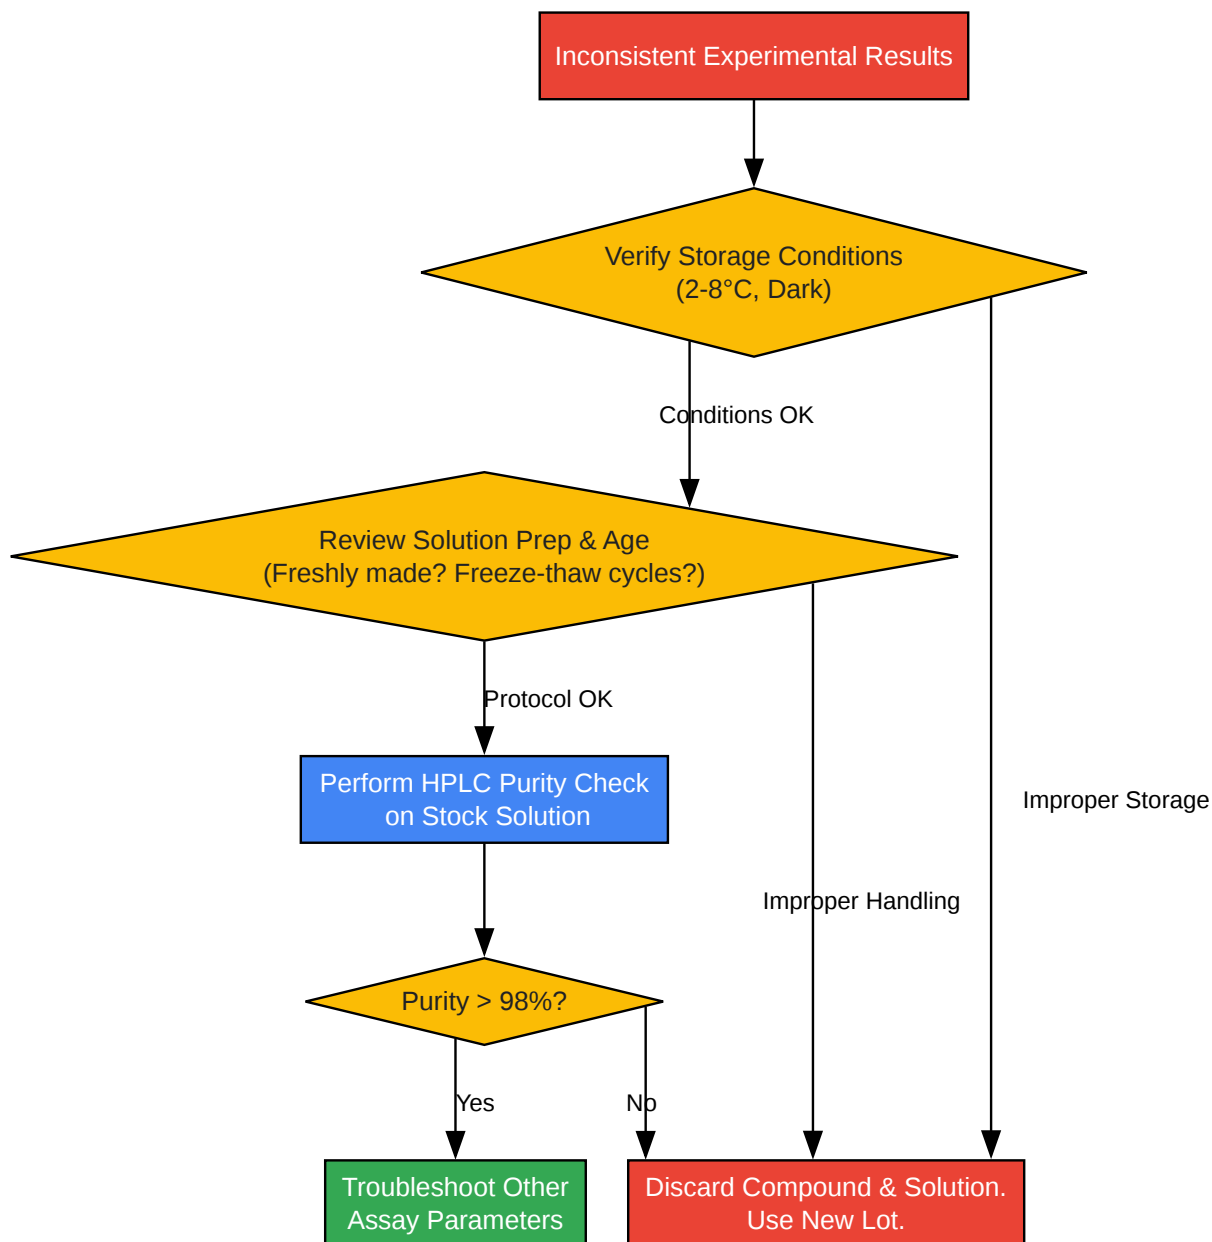 Inconsistent Experimental Results
Verify Storage Conditions
(2-8°C, Dark)
Conditions OK
Review Solution Prep & Age
(Freshly made? Freeze-thaw cycles?)
Protocol OK
Perform HPLC Purity Check
on Stock Solution
Improper Storage
Improper Handling
Purity > 98%?
Yes
No
Troubleshoot Other
Assay Parameters
Discard Compound & Solution.
Use New Lot.